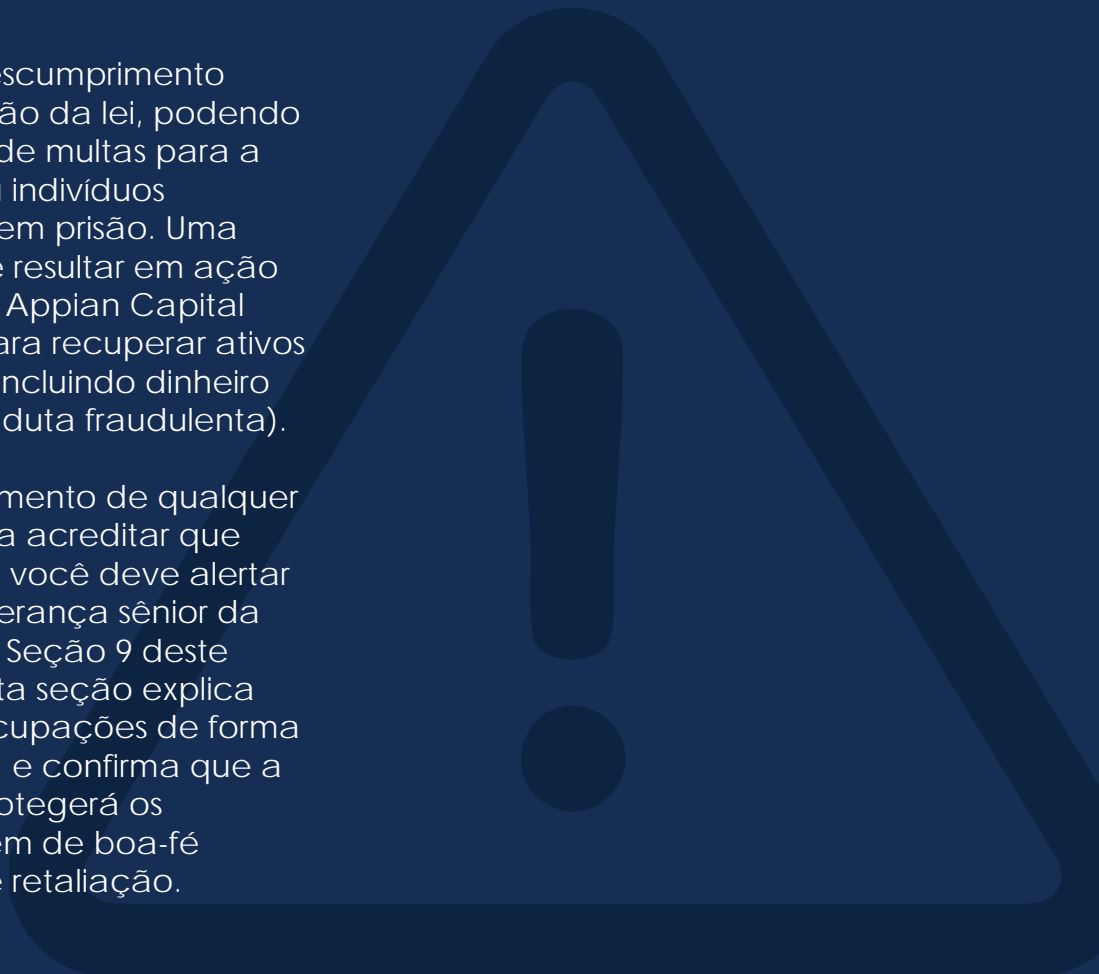 escumprimento
ão da lei, podendo
de multas para a
indivíduos
em prisão. Uma
resultar em ação
Appian Capital
ara recuperar ativos
ncluindo dinheiro
duta fraudulenta).
mento de qualquer
a acreditar que
você deve alertar
erança sênior da
Seção 9 deste
ta seção explica
cupações de forma
e confirma que a
otegerá os
em de boa-fé
retaliação.